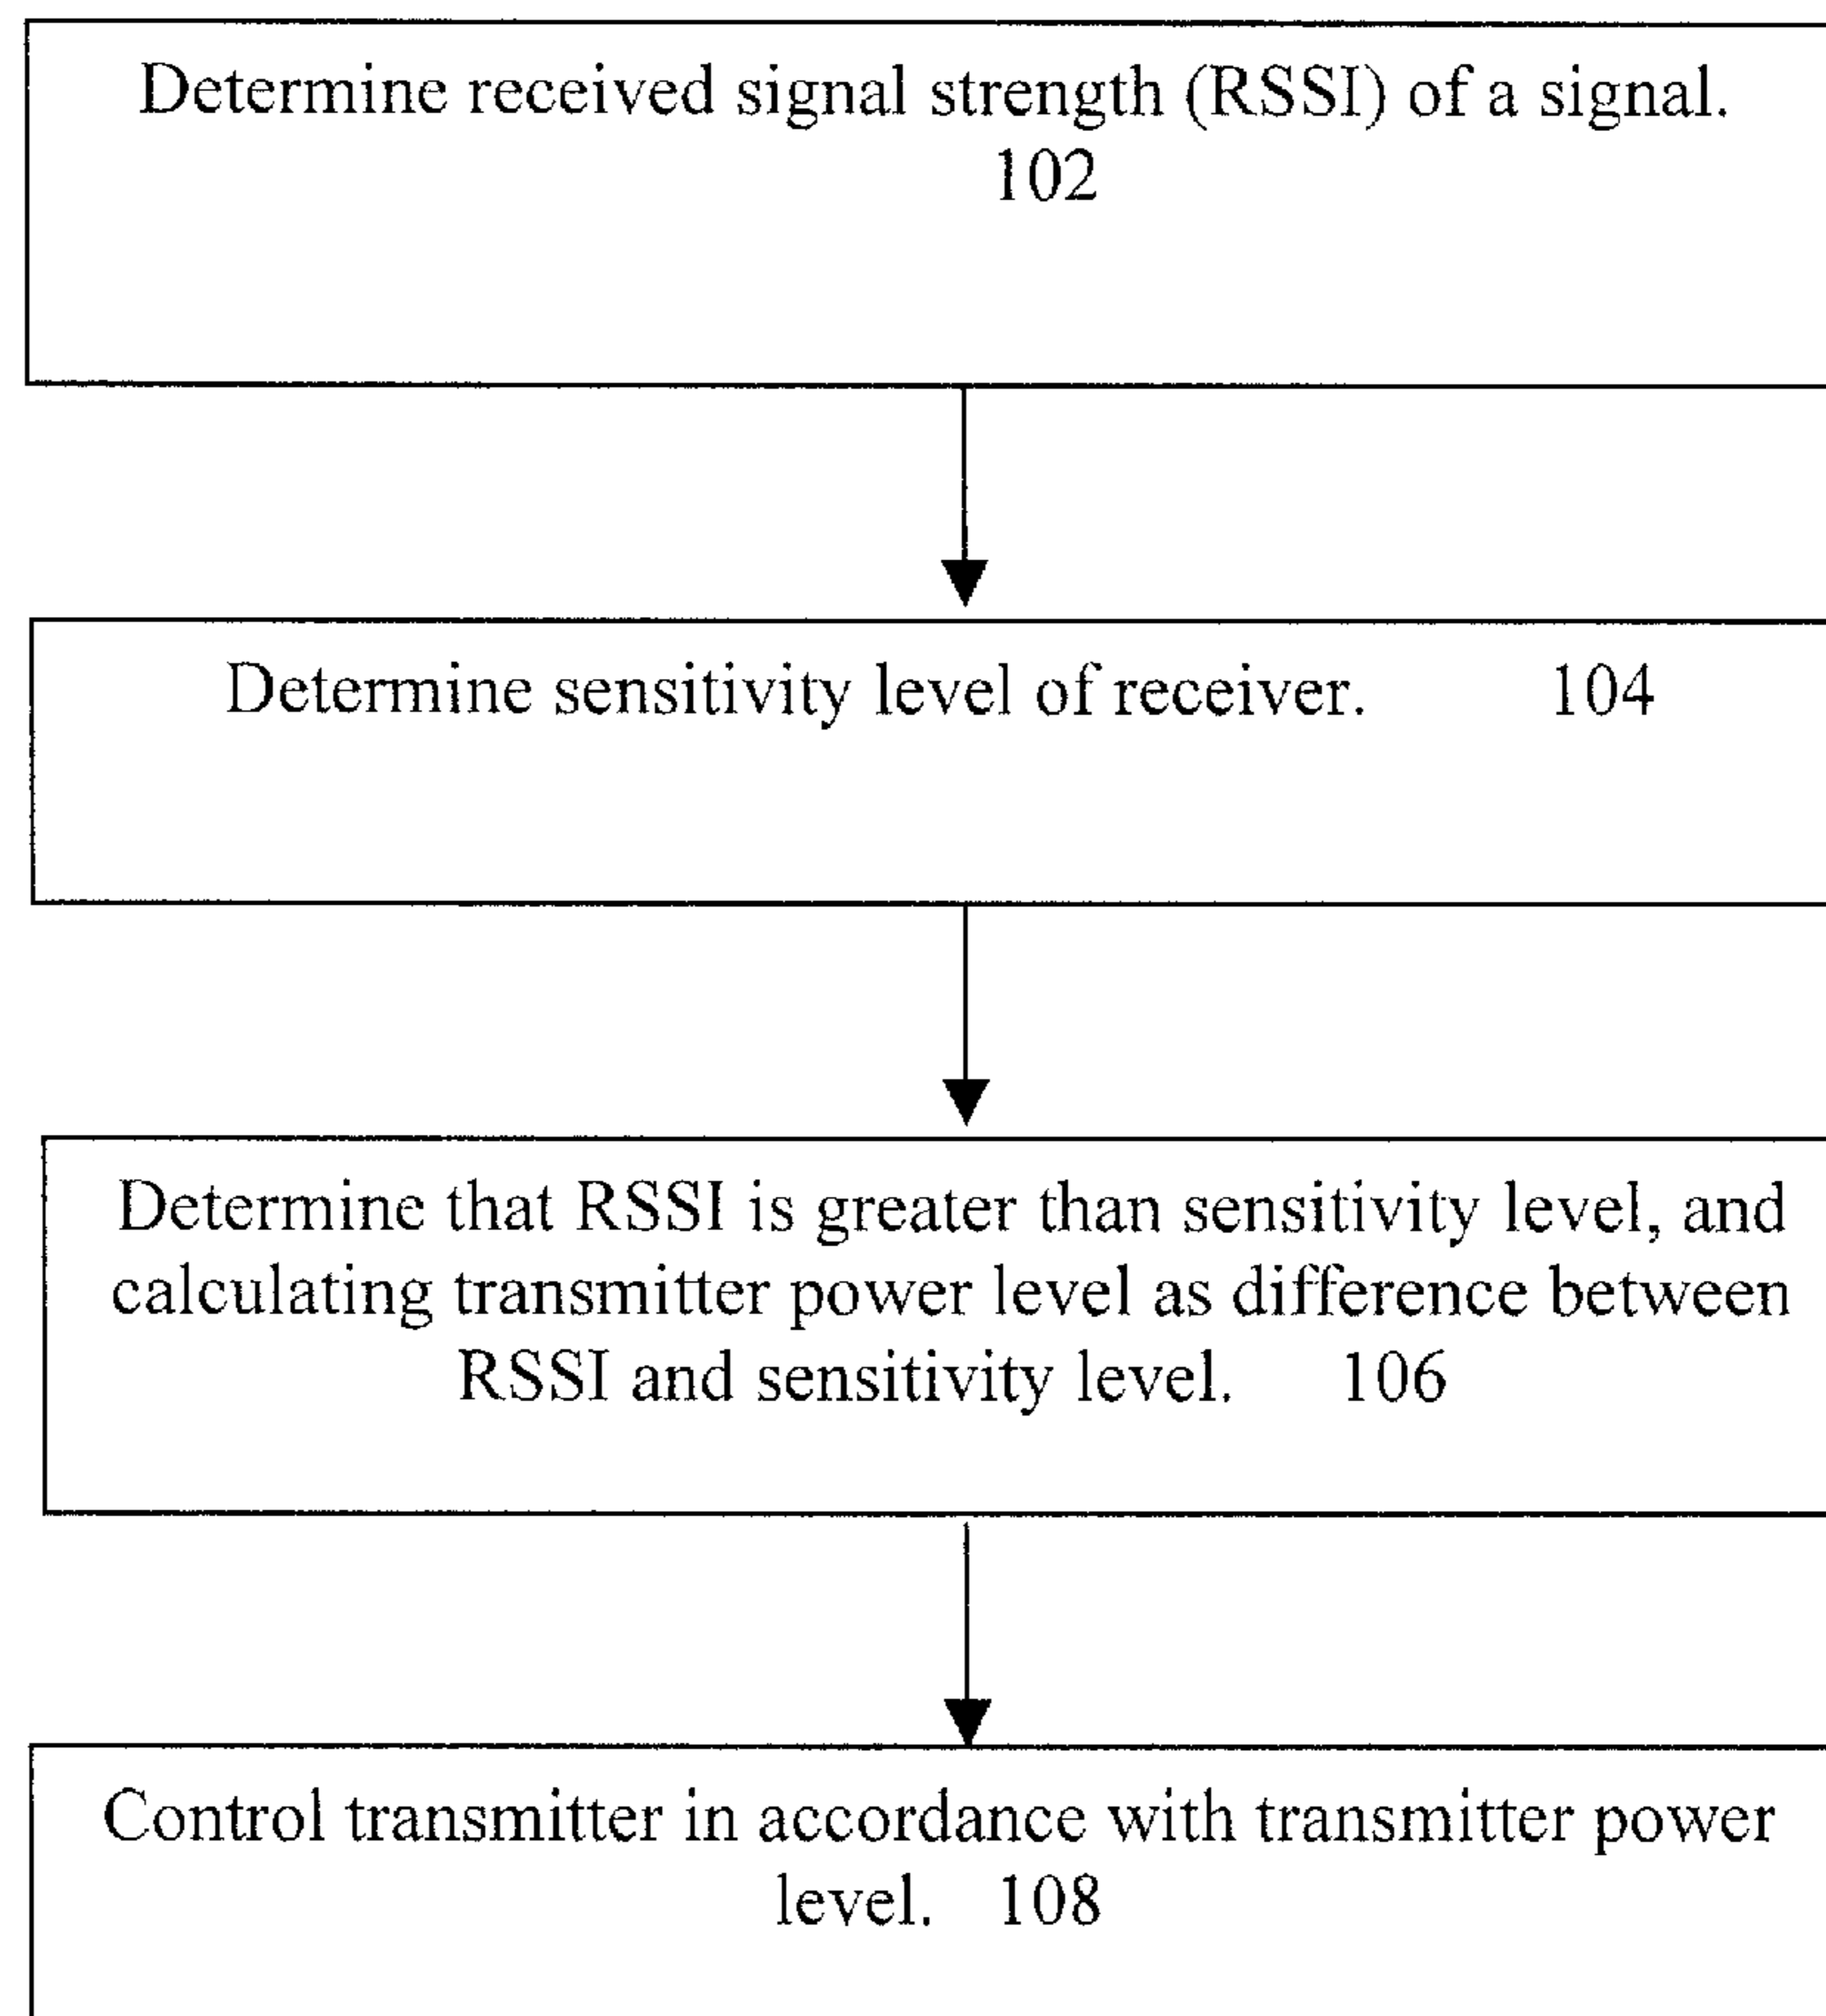 Determine received signal strength (RSSI) of a signal.
102
Determine sensitivity level of receiver. 104
Determine that RSSI is greater than sensitivity level, and
calculating transmitter power level as difference between
RSSI and sensitivity level. 106
Control transmitter in accordance with transmitter power
level. 108